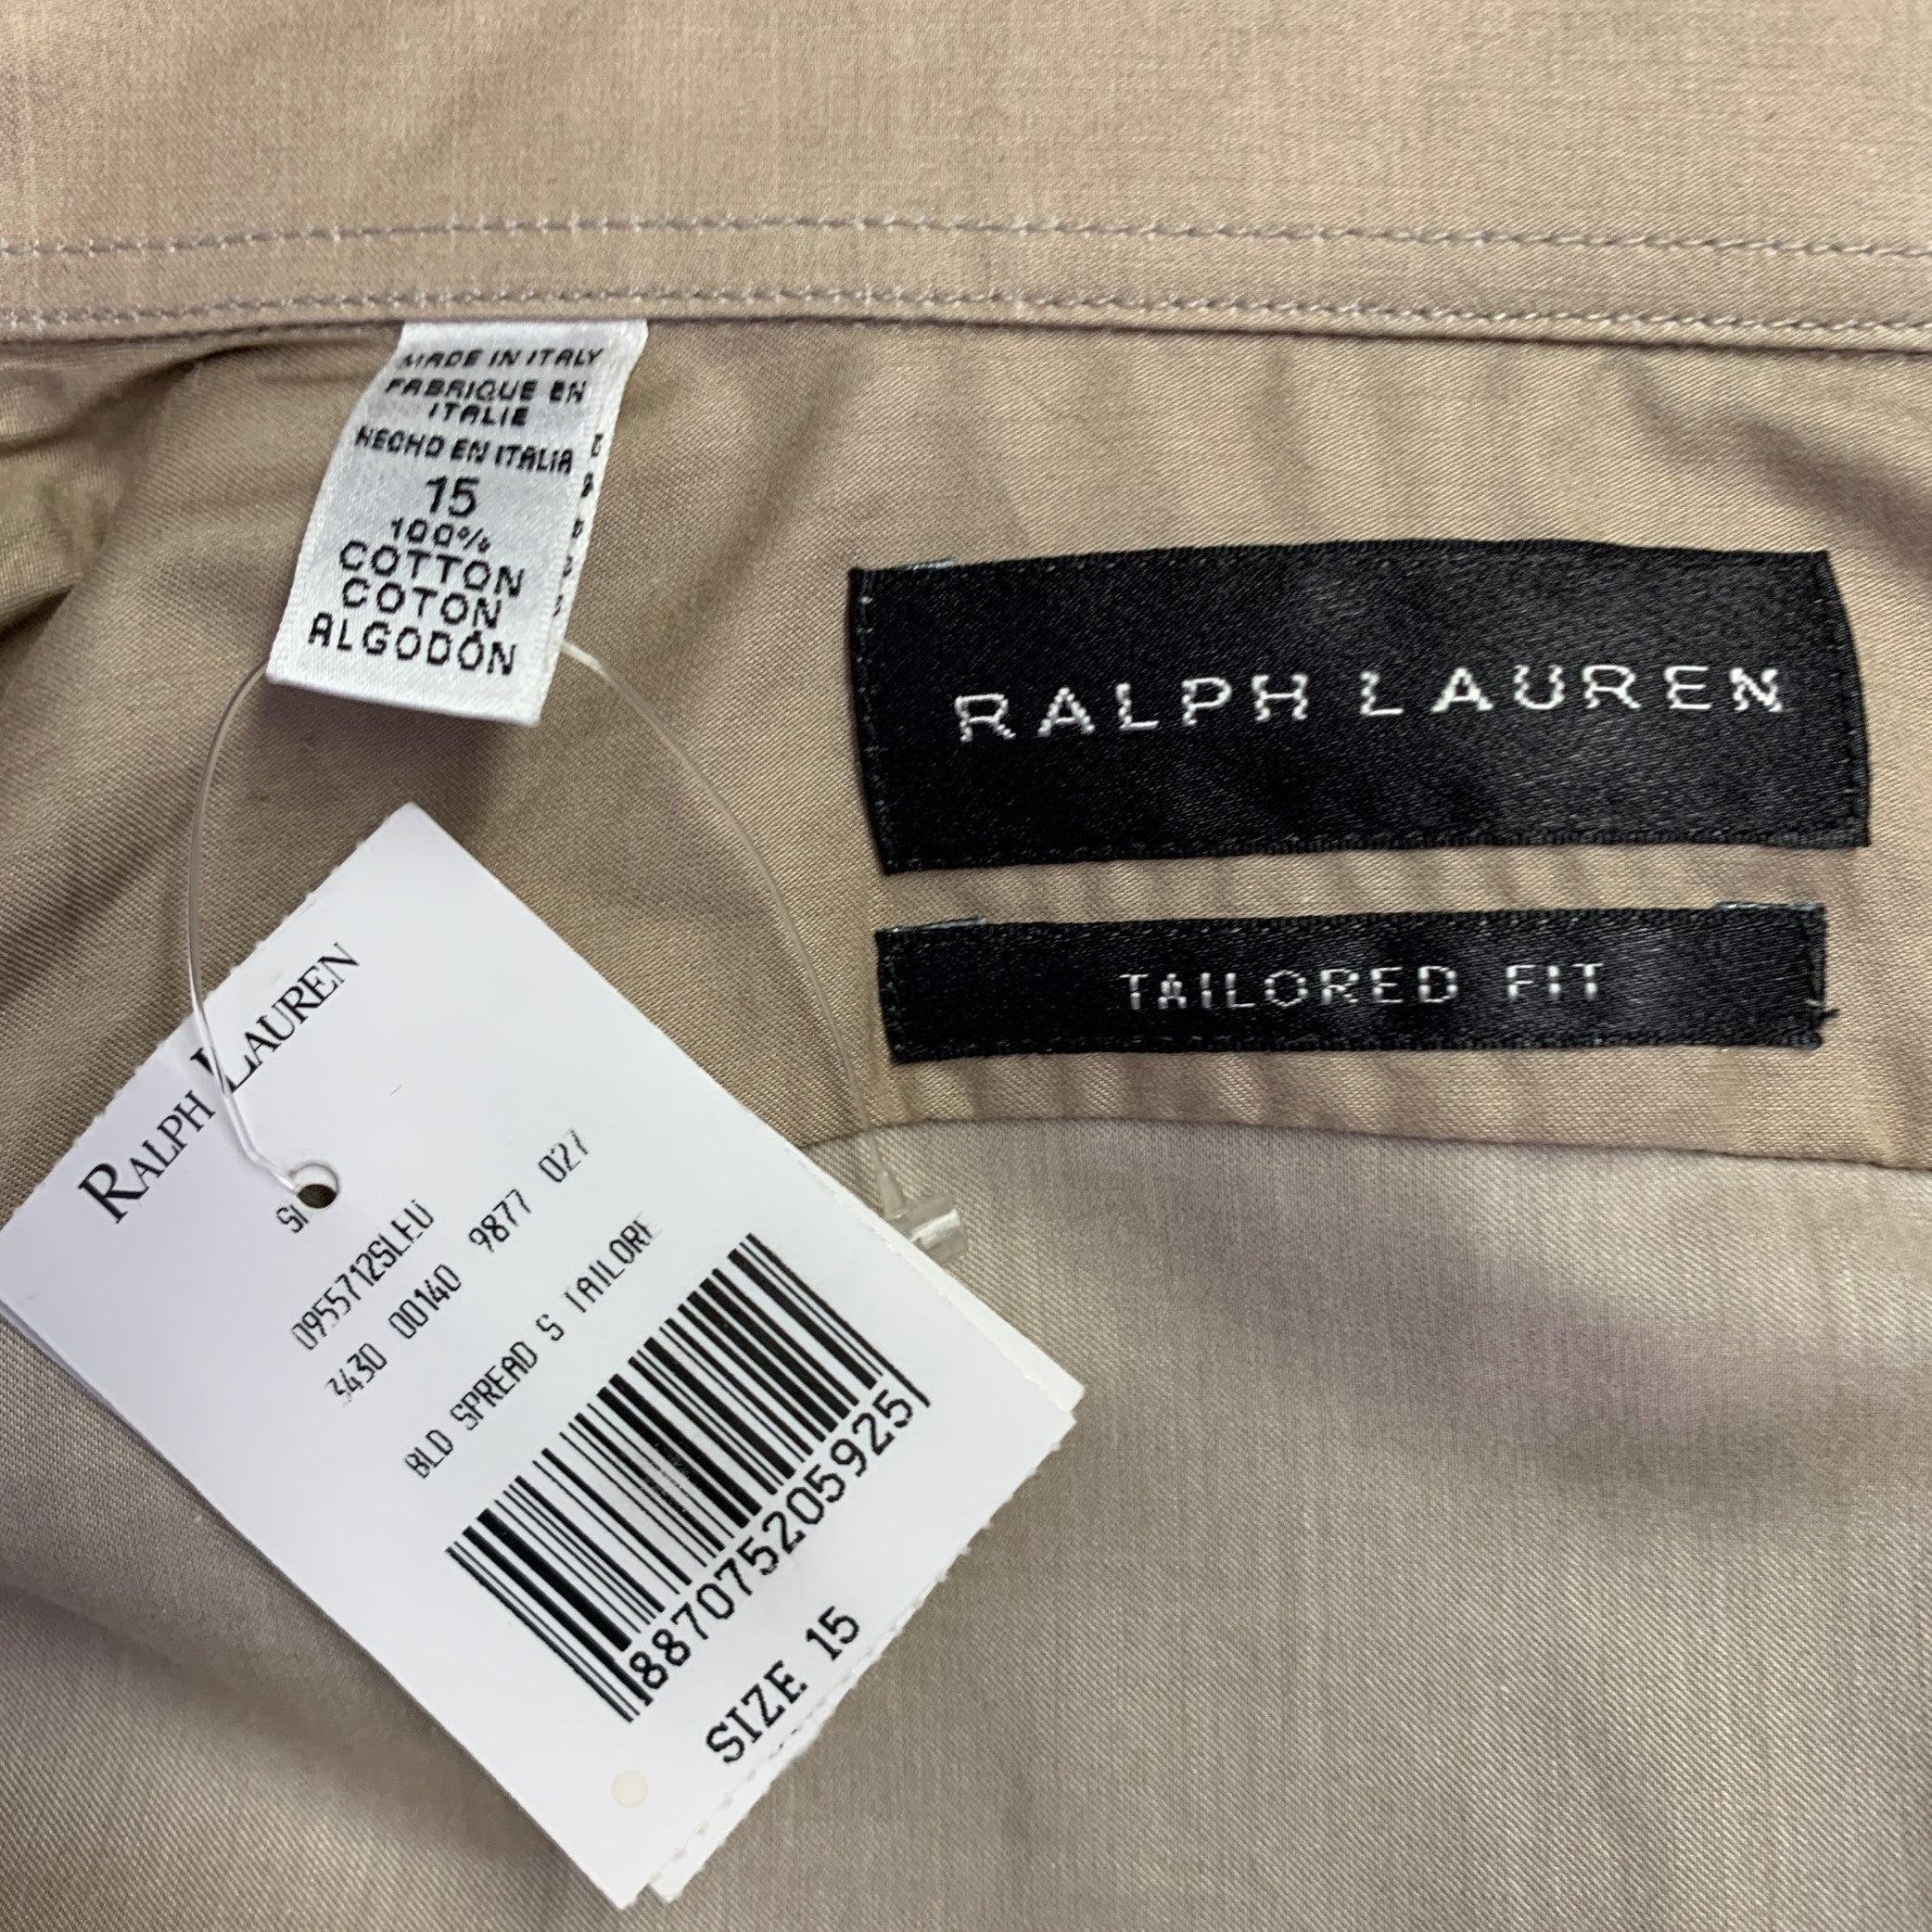 MADE IN ITALY
FABRIQUE EN
ITALIE
HECHO EN ITALIA
15
100%
COTTON
COTON
ALGODÓN
RALPH LAUREN
TAILORED FIT
RALPH LAUREN
0955712SLEU
3430 00140 9877 027
BLD SPREAD S TAILORE
887075205925
SIZE 15